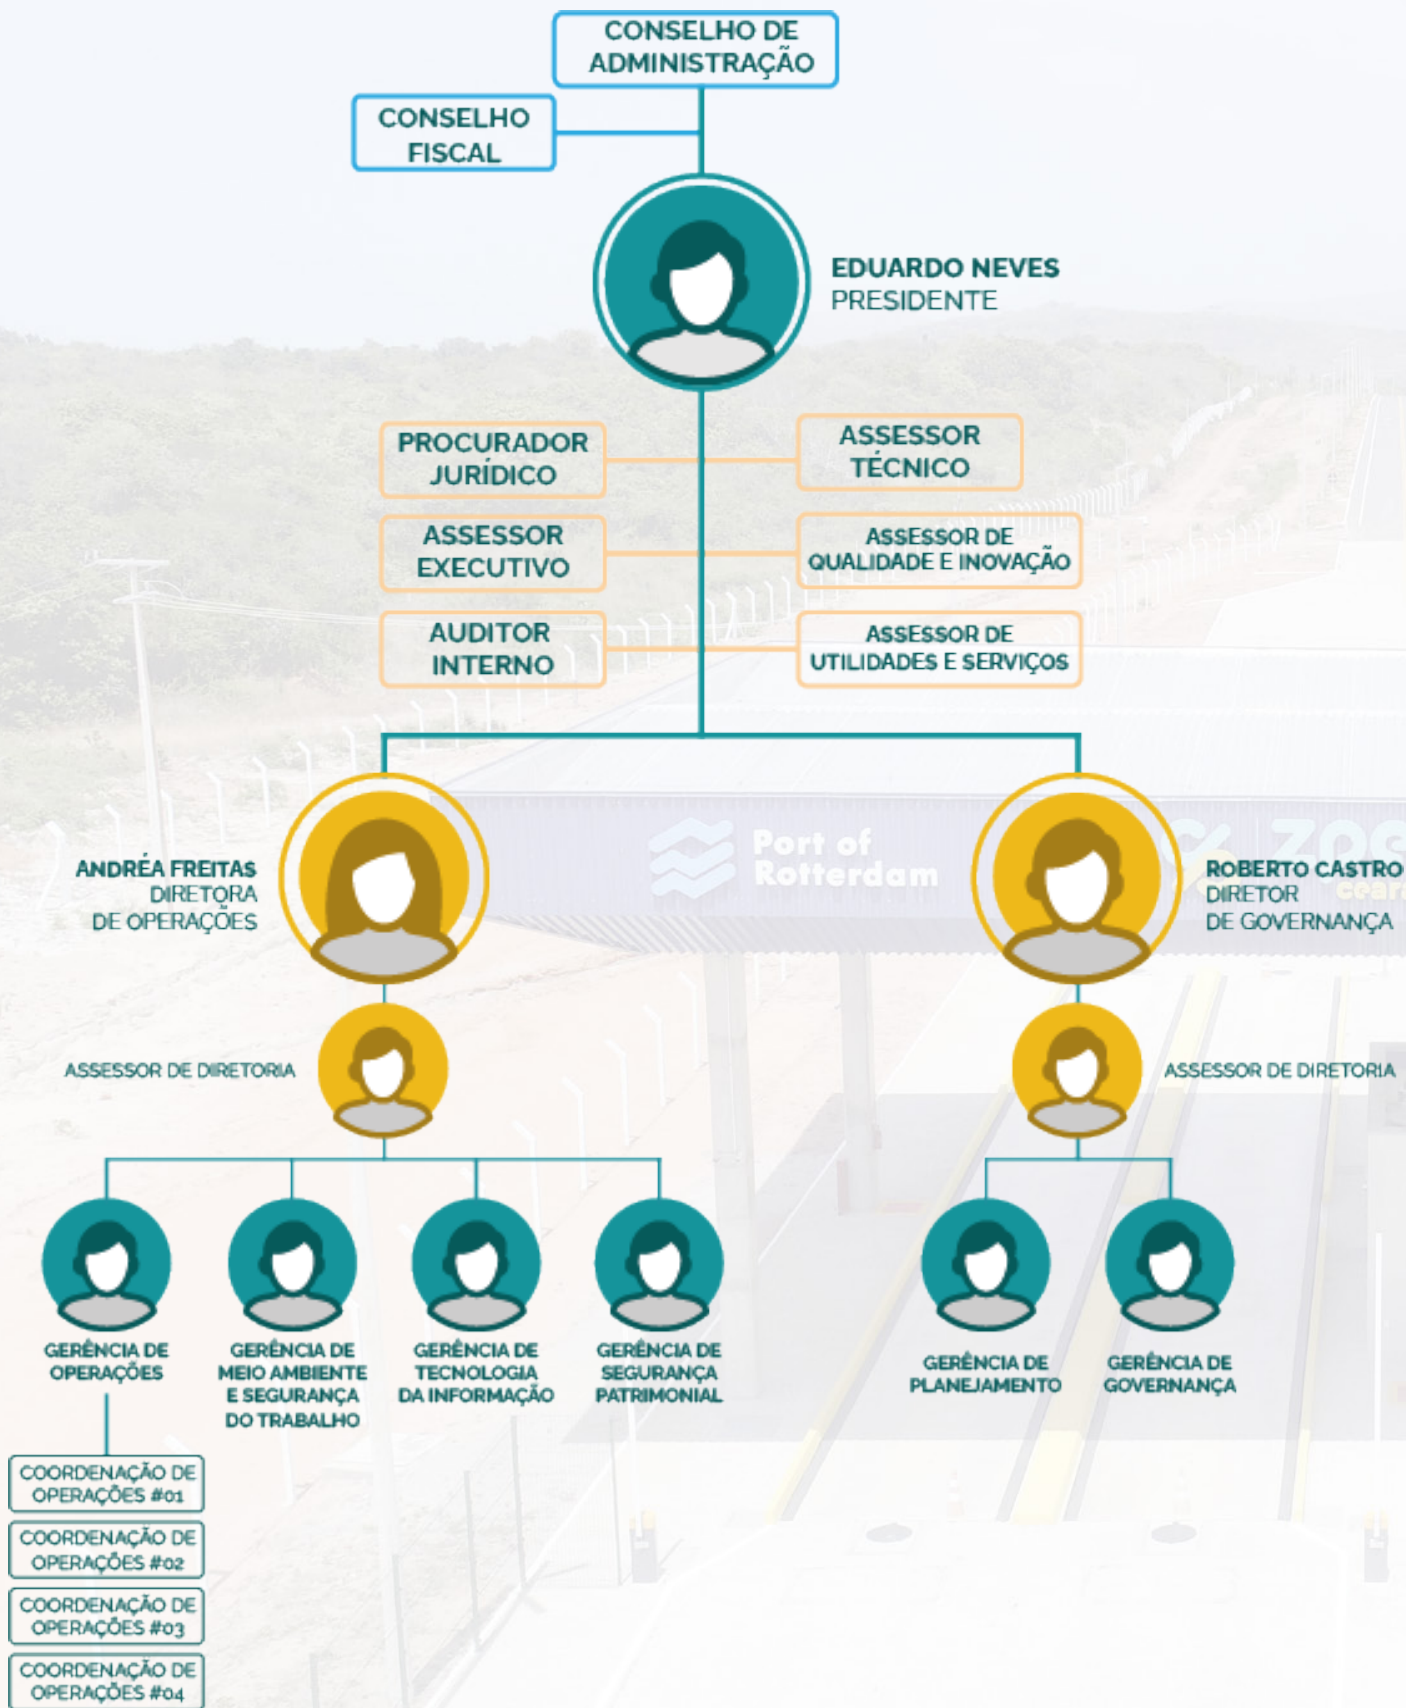 CONSELHO DE
ADMINISTRAÇÃO
CONSELHO
FISCAL
EDUARDO NEVES
PRESIDENTE
PROCURADOR
JURÍDICO
ASSESSOR
TÉCNICO
ASSESSOR
EXECUTIVO
ASSESSOR DE
QUALIDADE E INOVAÇÃO
AUDITOR
INTERNO
ASSESSOR DE
UTILIDADES E SERVIÇOS
Port of
Rotterdam
ANDRÉA FREITAS
DIRETORA
DE OPERAÇÕES
ROBERTO CASTRO
DIRETOR
DE GOVERNANÇA
ASSESSOR DE DIRETORIA
ASSESSOR DE DIRETORIA
GERÊNCIA DE
OPERAÇÕES
GERÊNCIA DE
MEIO AMBIENTE
E SEGURANÇA
DO TRABALHO
GERÊNCIA DE
TECNOLOGIA
DA INFORMAÇÃO
GERÊNCIA DE
SEGURANÇA
PATRIMONIAL
GERÊNCIA DE
PLANEJAMENTO
GERÊNCIA DE
GOVERNANÇA
COORDENAÇÃO DE
OPERAÇÕES #01
COORDENAÇÃO DE
OPERAÇÕES #02
COORDENAÇÃO DE
OPERAÇÕES #03
COORDENAÇÃO DE
OPERAÇÕES #04